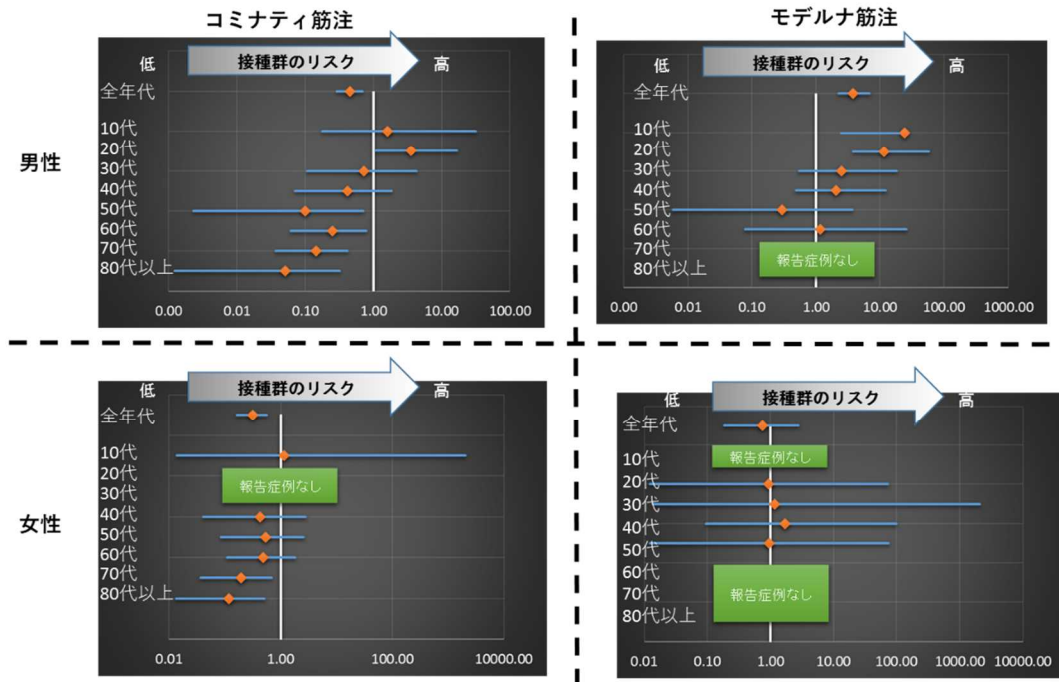 コミナティ筋注
モデルナ筋注
男性
低
接種群のリスク
高
全年代
10代
20代
30代
40代
50代
60代
70代
80代以上
0.00
0.01
0.10
1.00
10.00
100.00
低
接種群のリスク
高
全年代
10代
20代
30代
40代
50代
60代
70代
80代以上
報告症例なし
0.00
0.01
0.10
1.00
10.00
100.00
1000.00
女性
低
接種群のリスク
高
全年代
10代
20代
30代
報告症例なし
40代
50代
60代
70代
80代以上
0.01
1.00
100.00
10000.00
低
接種群のリスク
高
全年代
10代
報告症例なし
20代
30代
40代
50代
60代
70代
80代以上
報告症例なし
0.01
0.10
1.00
10.00
100.00
1000.00
10000.00